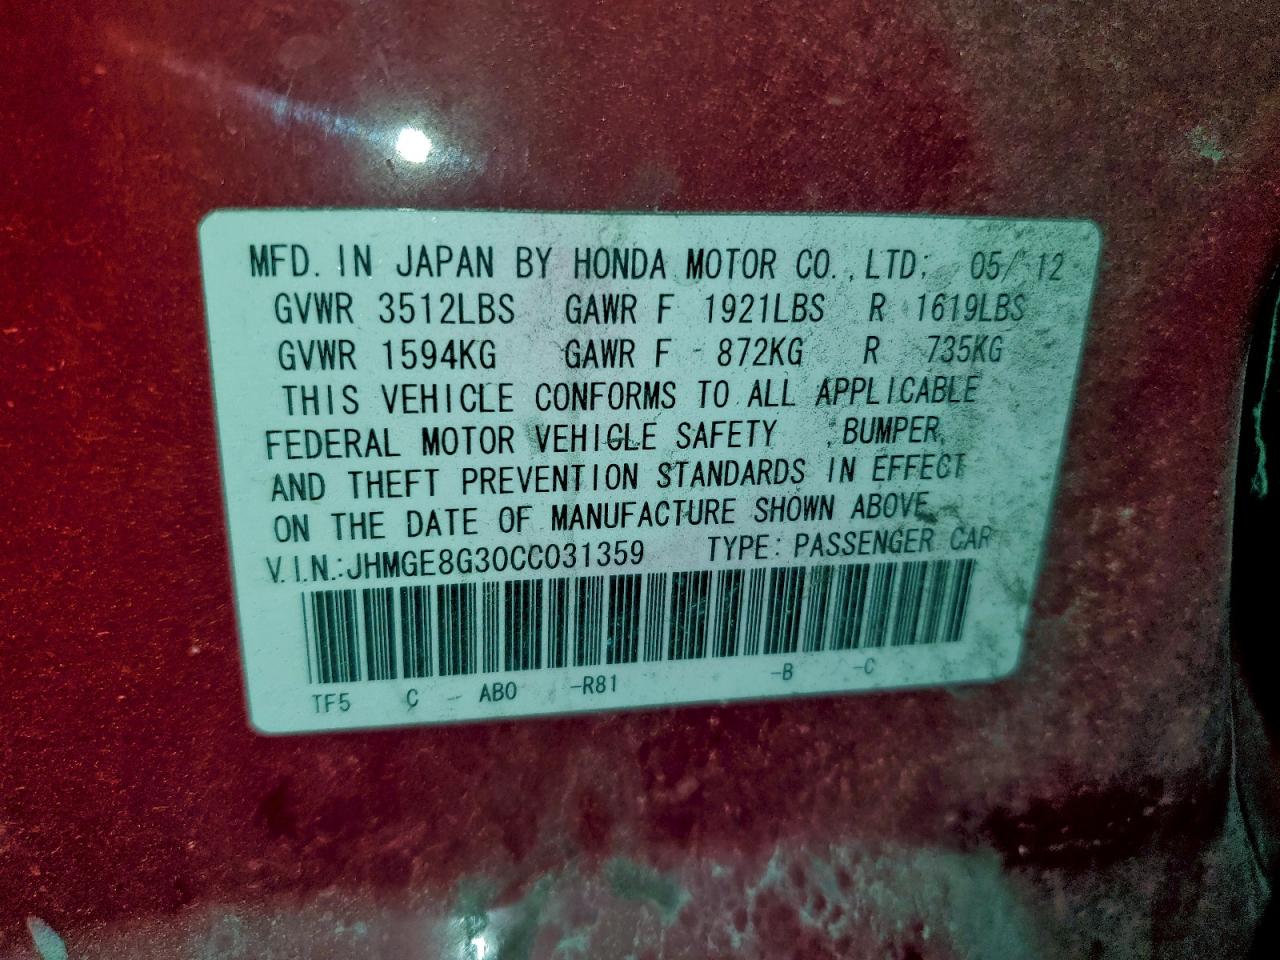 MFD. IN JAPAN BY HONDA MOTOR CO., LTD. 05/ 12
GVWR 3512LBS GAWR F 1921LBS R 1619LBS
GVWR 1594KG GAWR F 872KG R 735KG
THIS VEHICLE CONFORMS TO ALL APPLICABLE
FEDERAL MOTOR VEHICLE SAFETY , BUMPER,
AND THEFT PREVENTION STANDARDS IN EFFECT
ON THE DATE OF MANUFACTURE SHOWN ABOVE.
V.I.N.:JHMGE8G30CC031359 TYPE: PASSENGER CAR
TF5 C - AB0 -R81 -B -C